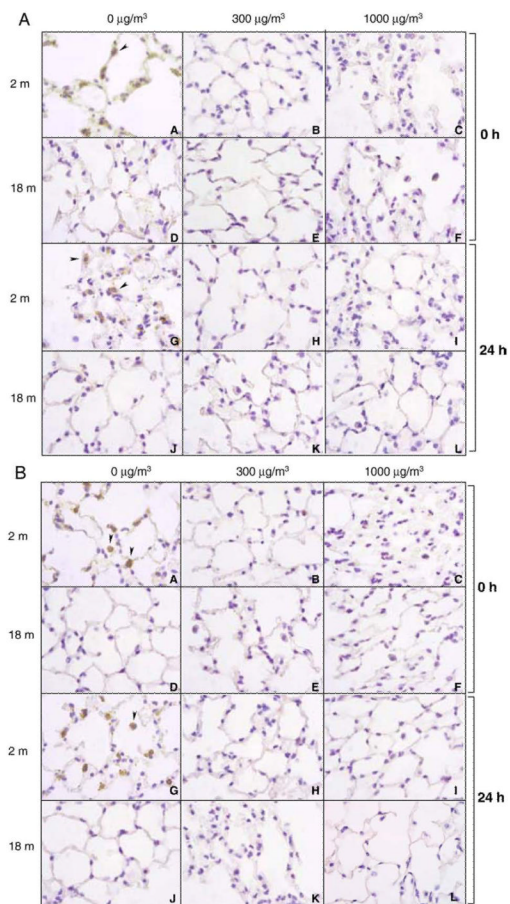 A
0 μg/m³ 300 μg/m³ 1000 μg/m³
2 m
A B C
0 h
18 m
D E F
2 m
G H I
24 h
18 m
J K L
B
0 μg/m³ 300 μg/m³ 1000 μg/m³
2 m
A B C
0 h
18 m
D E F
2 m
G H I
24 h
18 m
J K L